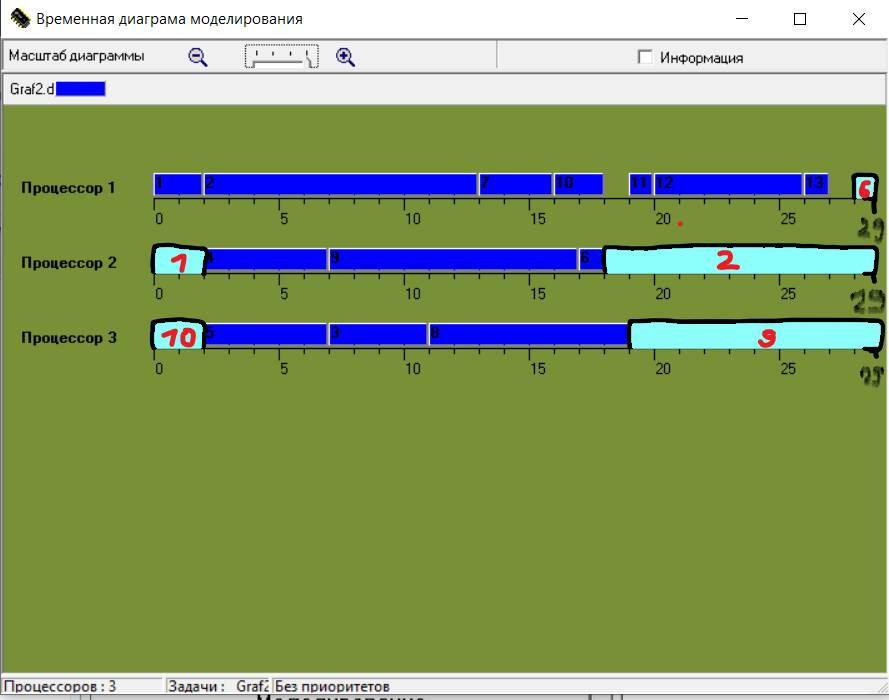 Временная диаграма моделирования
Масштаб диаграммы Информация
Graf2.d
Процессор 1 1 2 7 10 11 12 13 6
0 5 10 15 20 25 29
Процессор 2 1 4 9 6 2
0 5 10 15 20 25 29
Процессор 3 10 5 3 8 9
0 5 10 15 20 25
Процессоров : 3 Задачи : Graf2 Без приоритетов